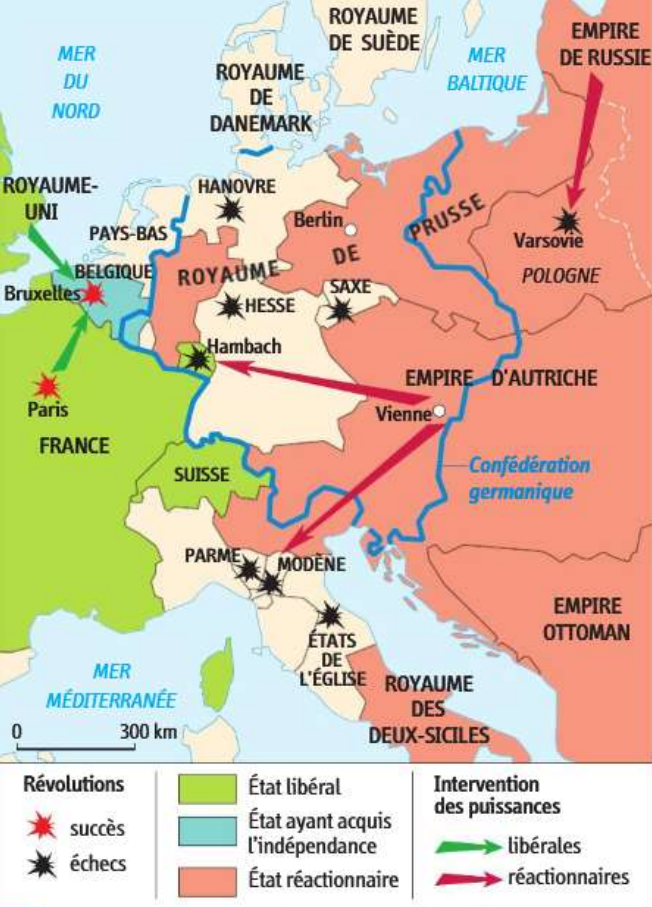 ROYAUME
DE SUÈDE
EMPIRE
DE RUSSIE
MER
DU
NORD
MER
BALTIQUE
ROYAUME
DE
DANEMARK
ROYAUME-
UNI
HANOVRE
PAYS-BAS
Berlin
PRUSSE
Varsovie
POLOGNE
BELGIQUE
Bruxelles
ROYAUME
DE
SAXE
HESSE
Hambach
Paris
EMPIRE D'AUTRICHE
Vienne
FRANCE
SUISSE
Confédération
germanique
PARME
MODÈNE
EMPIRE
OTTOMAN
ÉTATS
DE
L'ÉGLISE
MER
MÉDITERRANÉE
ROYAUME
DES
DEUX-SICILES
0 300 km
Révolutions
succès
échecs
État libéral
État ayant acquis
l'indépendance
État réactionnaire
Intervention
des puissances
libérales
réactionnaires